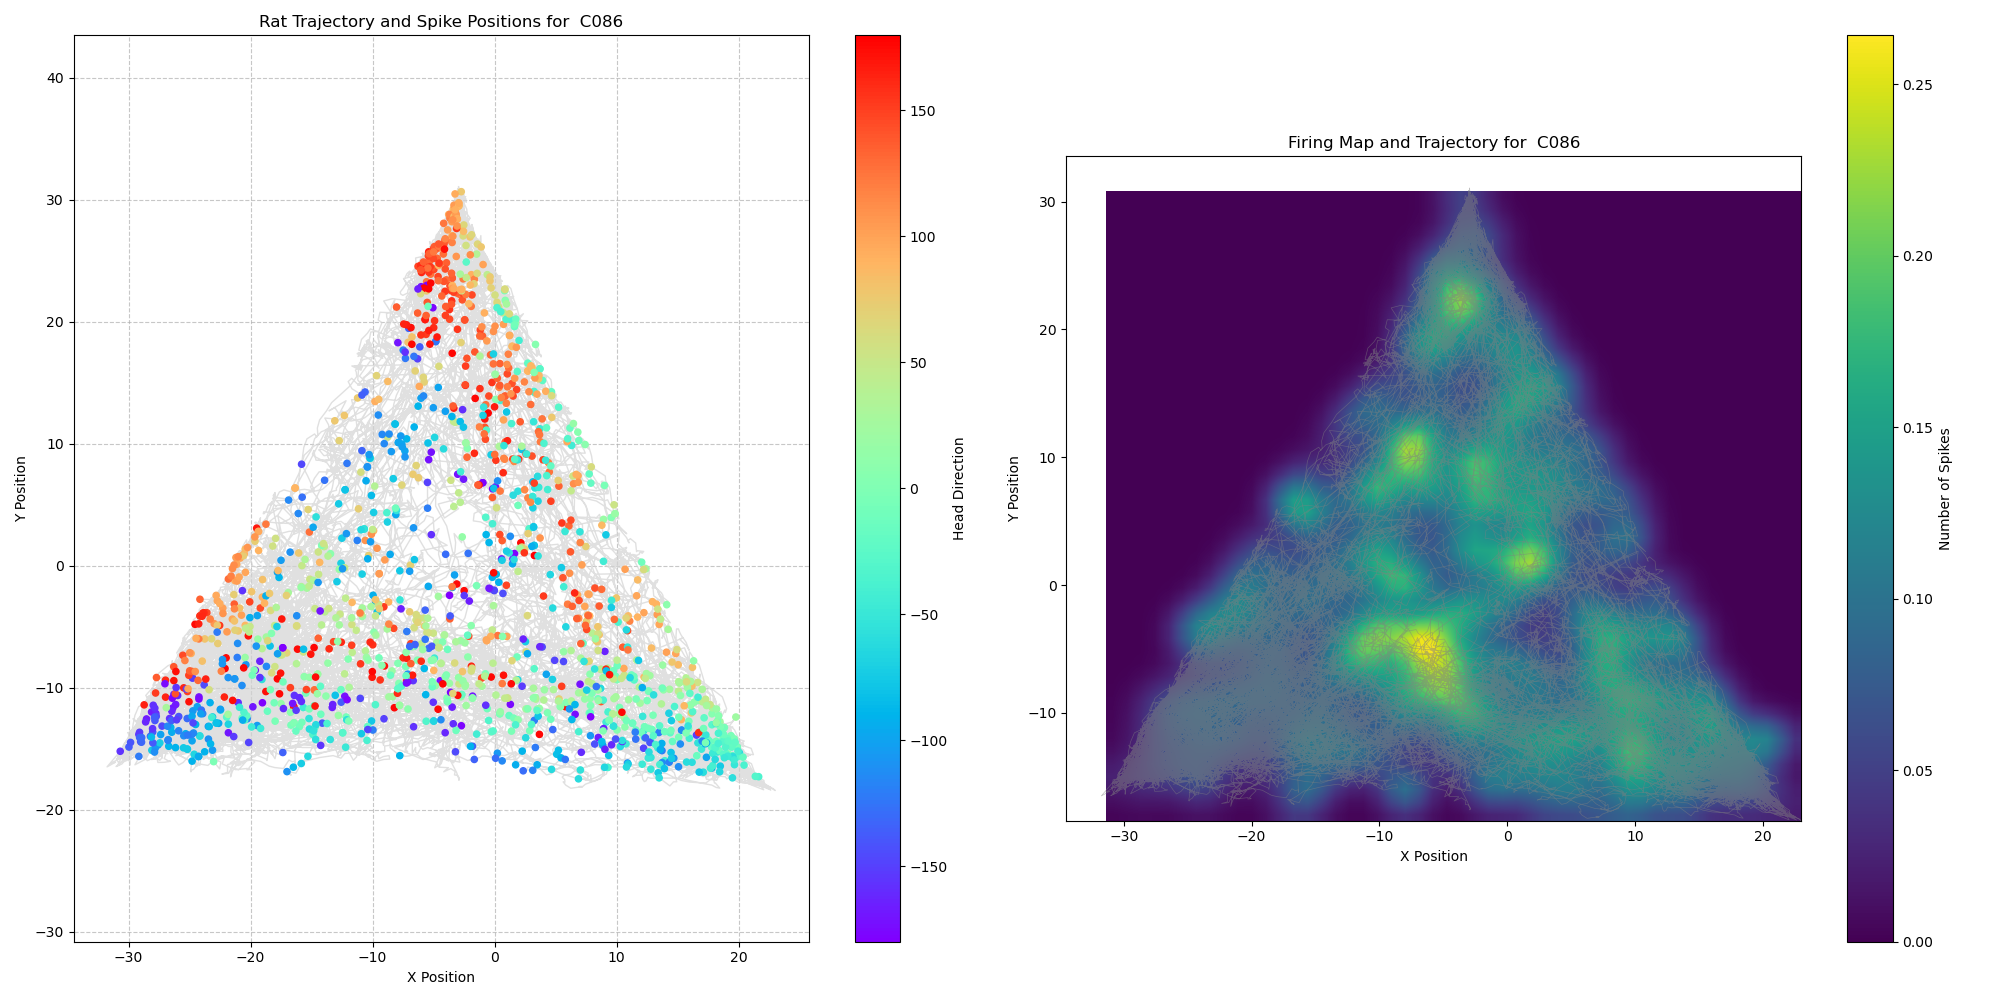 Rat Trajectory and Spike Positions for  C086
40
30
20
10
0
−10
−20
−30
Y Position
−30 −20 −10 0 10 20
X Position
150
100
50
0
−50
−100
−150
Head Direction
Firing Map and Trajectory for  C086
30
20
10
0
−10
Y Position
−30 −20 −10 0 10 20
X Position
0.25
0.20
0.15
0.10
0.05
0.00
Number of Spikes